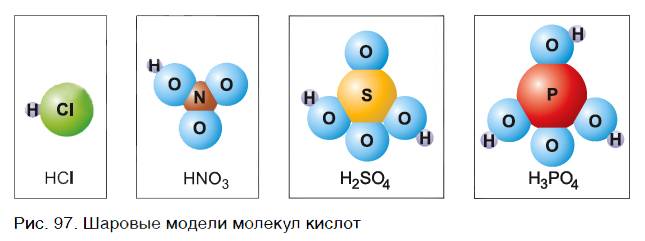 H Cl
HCl
H O N O O
HNO₃
O S H O O O H
H₂SO₄
O H P O O O H H
H₃PO₄
Рис. 97. Шаровые модели молекул кислот